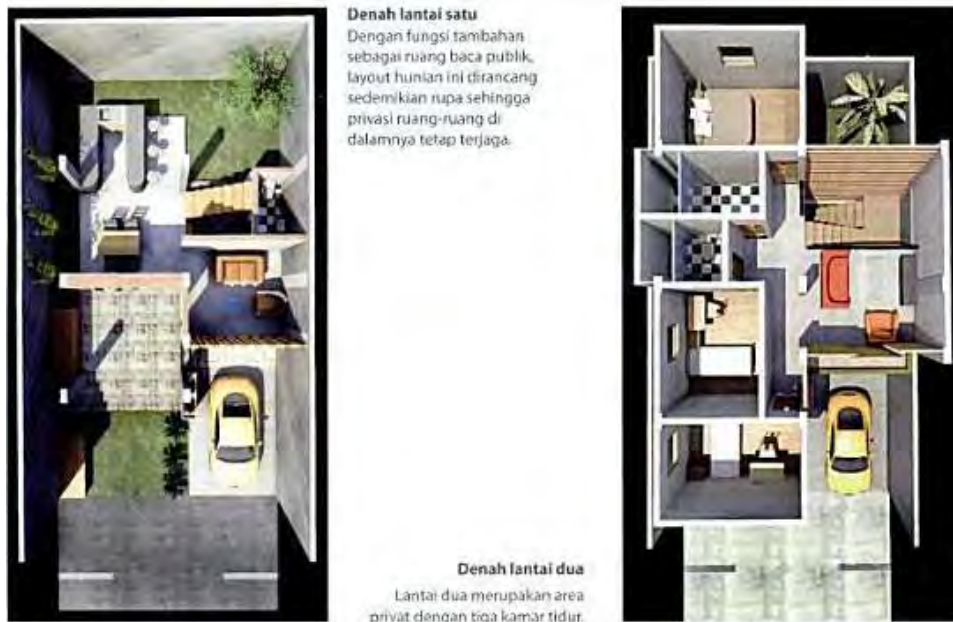 Denah lantai satu
Dengan fungsi tambahan
sebagai ruang baca publik,
layout hunian ini dirancang
sedemikian rupa sehingga
privasi ruang-ruang di
dalamnya tetap terjaga.
Denah lantai dua
Lantai dua merupakan area
privat dengan tiga kamar tidur.